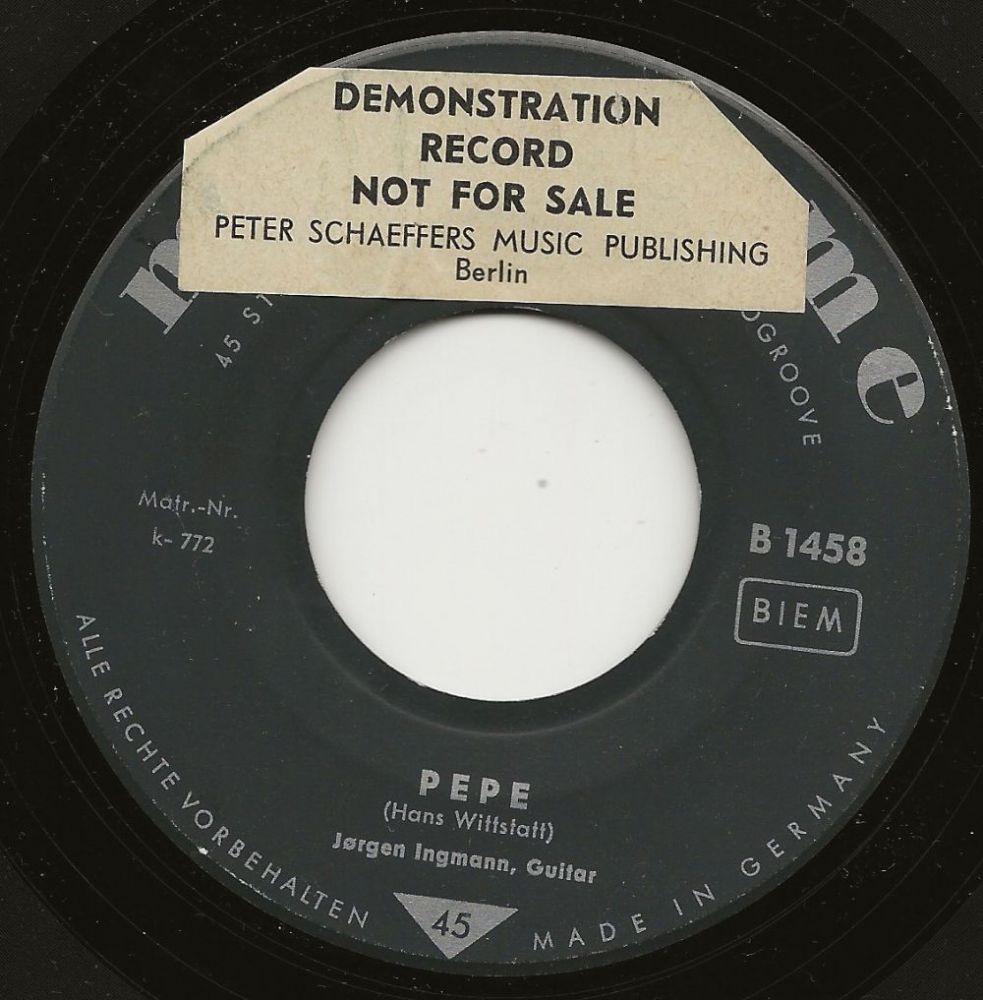 DEMONSTRATION
RECORD
NOT FOR SALE
PETER SCHAEFFERS MUSIC PUBLISHING
Berlin
45
Matr.-Nr.
k- 772
B 1458
BIEM
PEPE
(Hans Wittstatt)
Jørgen Ingmann, Guitar
ALLE RECHTE VORBEHALTEN
45
MADE IN GERMANY